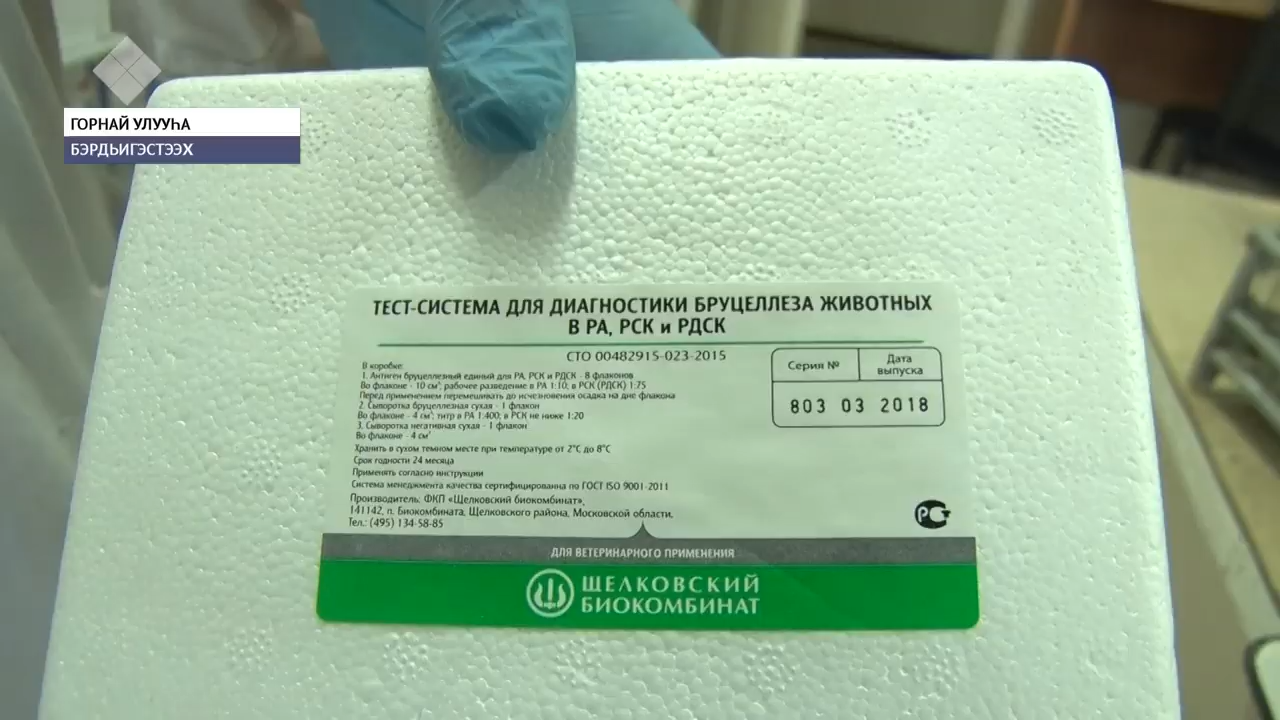 ГОРНАЙ УЛУУҺА
БЭРДЬИГЭСТЭЭХ
ТЕСТ-СИСТЕМА ДЛЯ ДИАГНОСТИКИ БРУЦЕЛЛЕЗА ЖИВОТНЫХ
В РА, РСК и РДСК
СТО 00482915-023-2015
В коробке:
1. Антиген бруцеллезный единый для РА, РСК и РДСК - 8 флаконов
Во флаконе - 10 см³; рабочее разведение в РА 1:10; в РСК (РДСК) 1:75
Перед применением перемешивать до исчезновения осадка на дне флакона
2. Сыворотка бруцеллезная сухая - 1 флакон
Во флаконе - 4 см³; титр в РА 1:400; в РСК не ниже 1:20
3. Сыворотка негативная сухая - 1 флакон
Во флаконе - 4 см³
Хранить в сухом темном месте при температуре от 2°С до 8°С
Срок годности 24 месяца
Применять согласно инструкции
Система менеджмента качества сертифицирована по ГОСТ ISO 9001-2011
Производитель: ФКП «Щелковский биокомбинат»,
141142, п. Биокомбината, Щелковского района, Московской области.
Тел.: (495) 134-58-85
Серия №
Дата
выпуска
803 03 2018
РСТ
ДЛЯ ВЕТЕРИНАРНОГО ПРИМЕНЕНИЯ
ЩЕЛКОВСКИЙ
БИОКОМБИНАТ